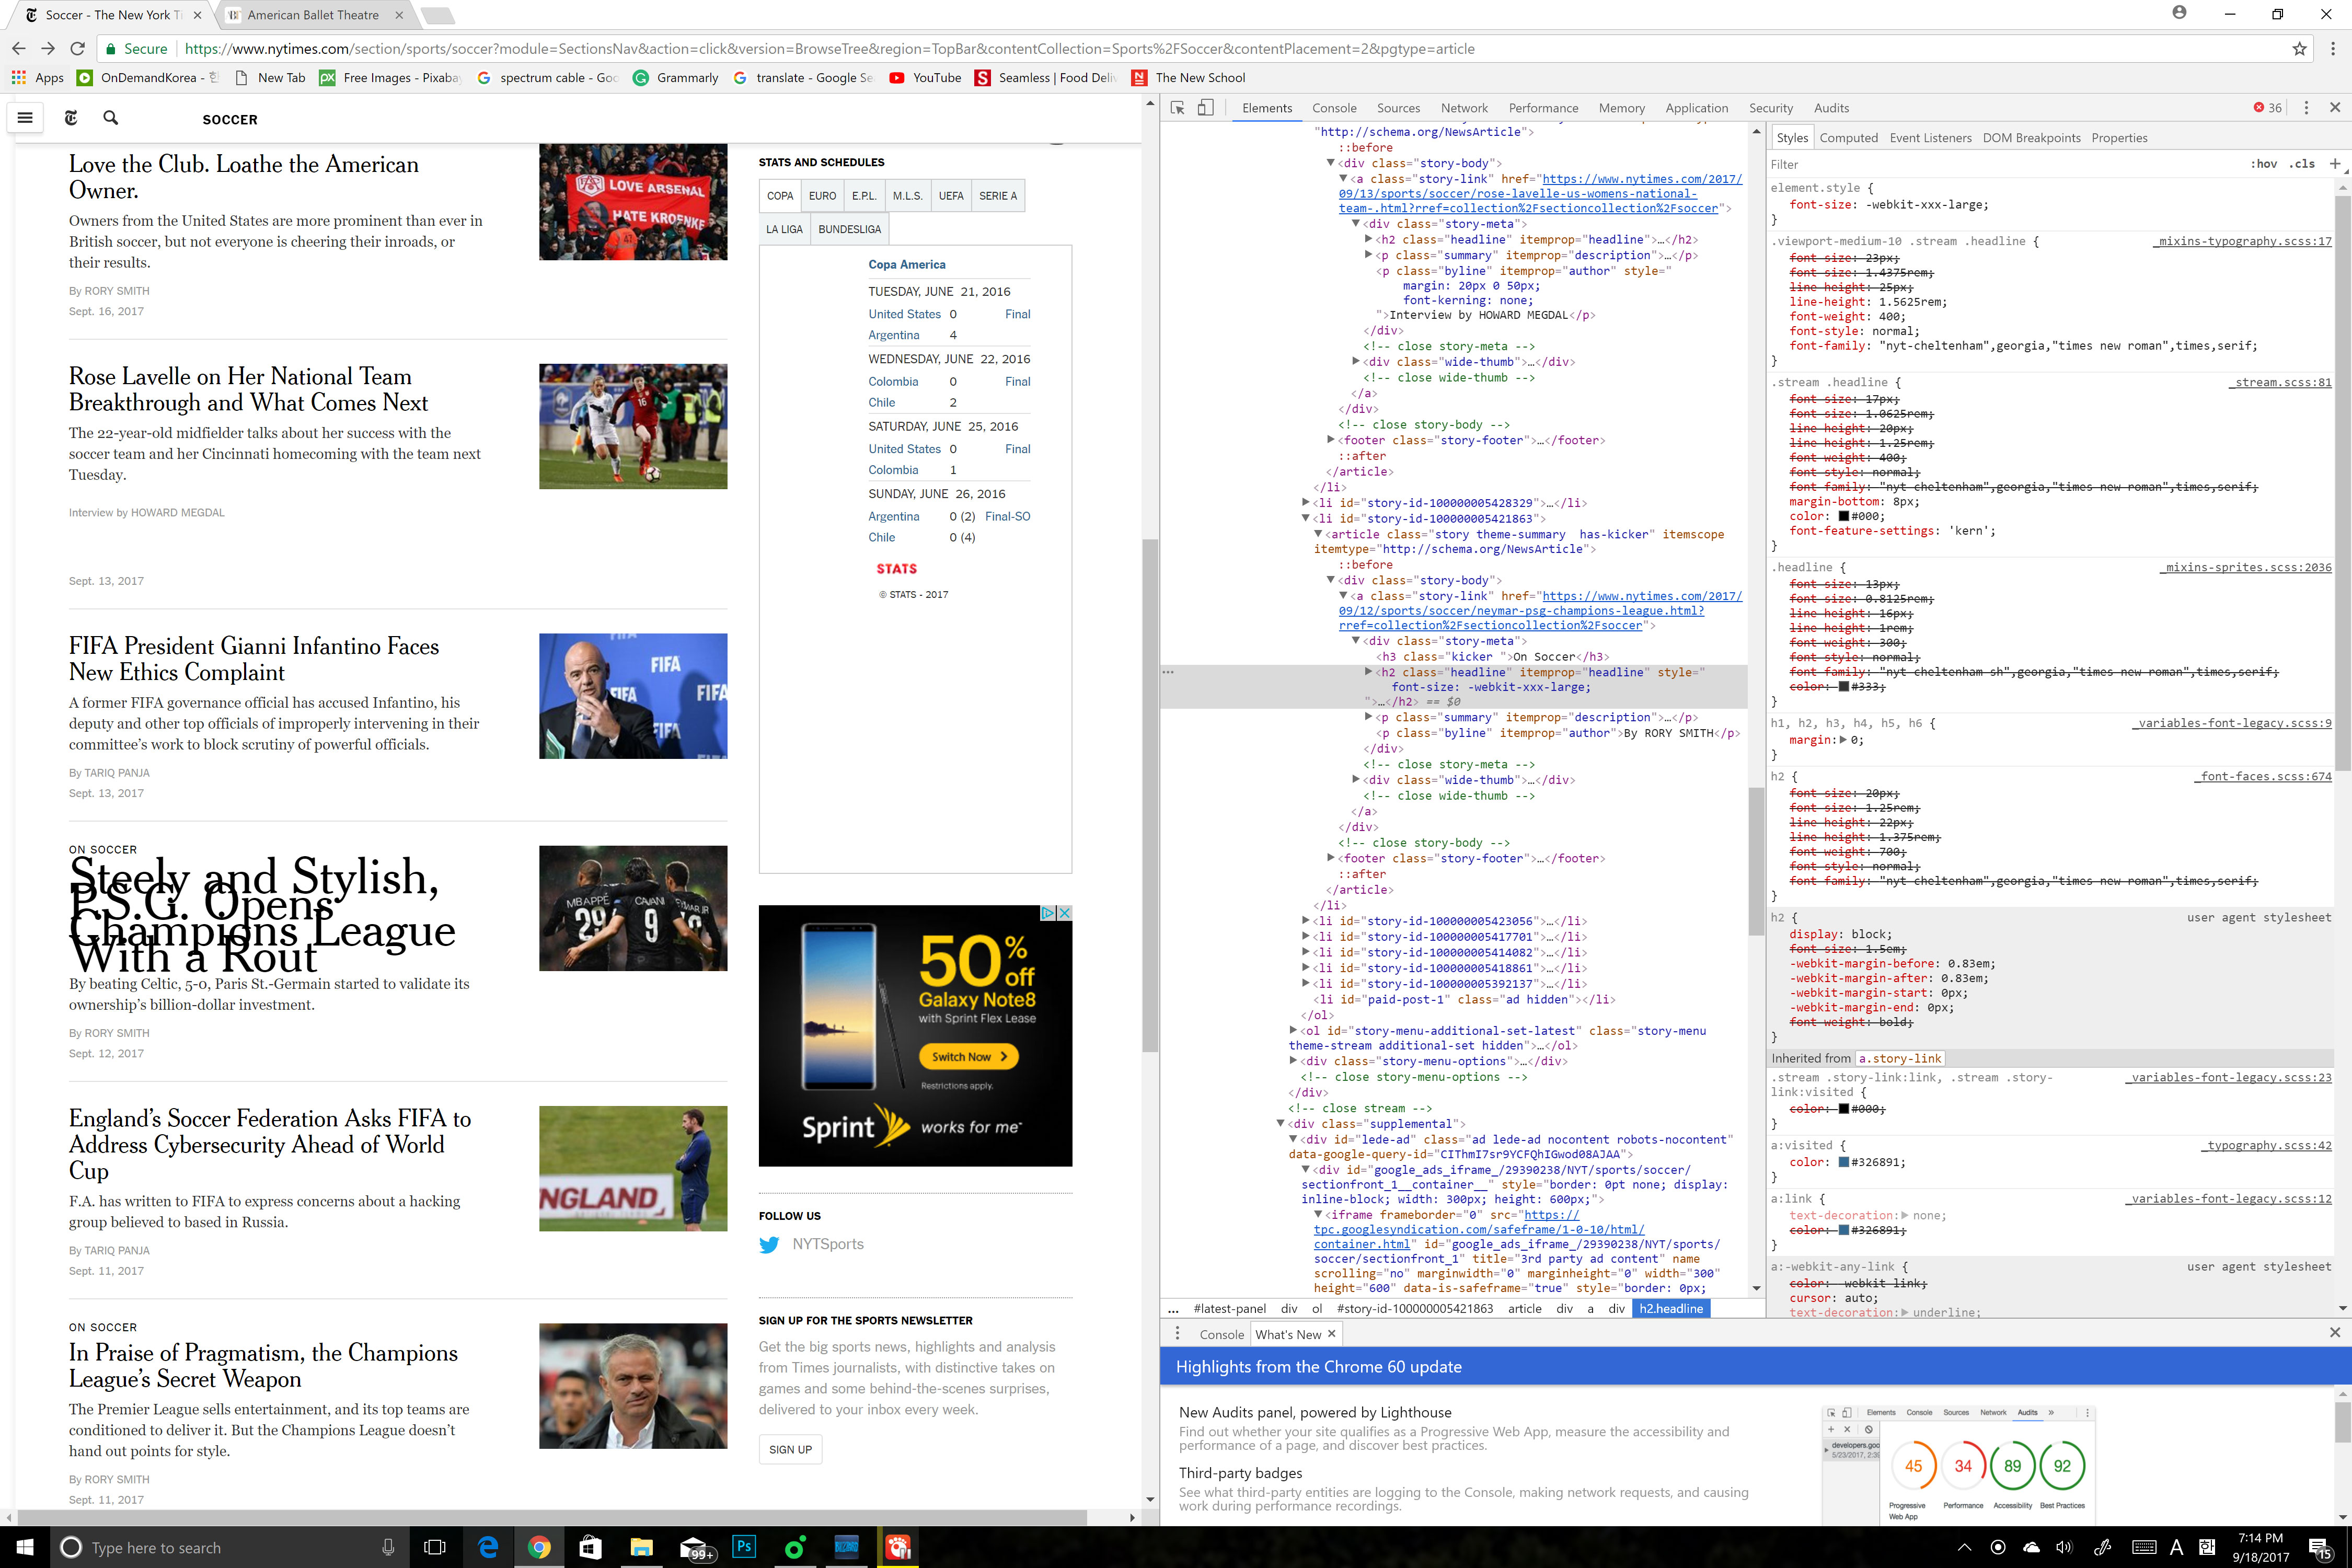 Soccer - The New York T
American Ballet Theatre
Secure https://www.nytimes.com/section/sports/soccer?module=SectionsNav&action=click&version=BrowseTree&region=TopBar&contentCollection=Sports%2FSoccer&contentPlacement=2&pgtype=article
Apps OnDemandKorea - 한 New Tab Free Images - Pixaba spectrum cable - Goo Grammarly translate - Google Se YouTube Seamless | Food Deliv The New School
SOCCER
Love the Club. Loathe the American
Owner.
Owners from the United States are more prominent than ever in
British soccer, but not everyone is cheering their inroads, or
their results.
By RORY SMITH
Sept. 16, 2017
LOVE ARSENAL
HATE KROENKE
Rose Lavelle on Her National Team
Breakthrough and What Comes Next
The 22-year-old midfielder talks about her success with the
soccer team and her Cincinnati homecoming with the team next
Tuesday.
Interview by HOWARD MEGDAL
Sept. 13, 2017
16
FIFA President Gianni Infantino Faces
New Ethics Complaint
A former FIFA governance official has accused Infantino, his
deputy and other top officials of improperly intervening in their
committee's work to block scrutiny of powerful officials.
By TARIQ PANJA
Sept. 13, 2017
FIFA
ON SOCCER
Steely and Stylish,
P.S.G. Opens
Champions League
With a Rout
By beating Celtic, 5-0, Paris St.-Germain started to validate its
ownership's billion-dollar investment.
By RORY SMITH
Sept. 12, 2017
MBAPPE CAVANI NEYMAR JR
29 9 10
England's Soccer Federation Asks FIFA to
Address Cybersecurity Ahead of World
Cup
F.A. has written to FIFA to express concerns about a hacking
group believed to based in Russia.
By TARIQ PANJA
Sept. 11, 2017
NGLAND
ON SOCCER
In Praise of Pragmatism, the Champions
League's Secret Weapon
The Premier League sells entertainment, and its top teams are
conditioned to deliver it. But the Champions League doesn't
hand out points for style.
By RORY SMITH
Sept. 11, 2017
STATS AND SCHEDULES
COPA EURO E.P.L. M.L.S. UEFA SERIE A
LA LIGA BUNDESLIGA
Copa America
TUESDAY, JUNE 21, 2016
United States 0 Final
Argentina 4
WEDNESDAY, JUNE 22, 2016
Colombia 0 Final
Chile 2
SATURDAY, JUNE 25, 2016
United States 0 Final
Colombia 1
SUNDAY, JUNE 26, 2016
Argentina 0 (2) Final-SO
Chile 0 (4)
STATS
© STATS - 2017
50% off
Galaxy Note8
with Sprint Flex Lease
Switch Now >
Restrictions apply.
Sprint works for me℠
FOLLOW US
NYTSports
SIGN UP FOR THE SPORTS NEWSLETTER
Get the big sports news, highlights and analysis
from Times journalists, with distinctive takes on
games and some behind-the-scenes surprises,
delivered to your inbox every week.
SIGN UP
Elements Console Sources Network Performance Memory Application Security Audits 36
"http://schema.org/NewsArticle">
::before
<div class="story-body">
<a class="story-link" href="https://www.nytimes.com/2017/
09/13/sports/soccer/rose-lavelle-us-womens-national-
team-.html?rref=collection%2Fsectioncollection%2Fsoccer">
<div class="story-meta">
<h2 class="headline" itemprop="headline">…</h2>
<p class="summary" itemprop="description">…</p>
<p class="byline" itemprop="author" style="
margin: 20px 0 50px;
font-kerning: none;
">Interview by HOWARD MEGDAL</p>
</div>
<!-- close story-meta -->
<div class="wide-thumb">…</div>
<!-- close wide-thumb -->
</a>
</div>
<!-- close story-body -->
<footer class="story-footer">…</footer>
::after
</article>
</li>
<li id="story-id-100000005428329">…</li>
<li id="story-id-100000005421863">
<article class="story theme-summary  has-kicker" itemscope
itemtype="http://schema.org/NewsArticle">
::before
<div class="story-body">
<a class="story-link" href="https://www.nytimes.com/2017/
09/12/sports/soccer/neymar-psg-champions-league.html?
rref=collection%2Fsectioncollection%2Fsoccer">
<div class="story-meta">
<h3 class="kicker ">On Soccer</h3>
<h2 class="headline" itemprop="headline" style="
font-size: -webkit-xxx-large;
">…</h2> == $0
<p class="summary" itemprop="description">…</p>
<p class="byline" itemprop="author">By RORY SMITH</p>
</div>
<!-- close story-meta -->
<div class="wide-thumb">…</div>
<!-- close wide-thumb -->
</a>
</div>
<!-- close story-body -->
<footer class="story-footer">…</footer>
::after
</article>
</li>
<li id="story-id-100000005423056">…</li>
<li id="story-id-100000005417701">…</li>
<li id="story-id-100000005414082">…</li>
<li id="story-id-100000005418861">…</li>
<li id="story-id-100000005392137">…</li>
<li id="paid-post-1" class="ad hidden"></li>
</ol>
<ol id="story-menu-additional-set-latest" class="story-menu
theme-stream additional-set hidden">…</ol>
<div class="story-menu-options">…</div>
<!-- close story-menu-options -->
</div>
<!-- close stream -->
<div class="supplemental">
<div id="lede-ad" class="ad lede-ad nocontent robots-nocontent"
data-google-query-id="CIThmI7sr9YCFQhIGwod08AJAA">
<div id="google_ads_iframe_/29390238/NYT/sports/soccer/
sectionfront_1__container__" style="border: 0pt none; display:
inline-block; width: 300px; height: 600px;">
<iframe frameborder="0" src="https://
tpc.googlesyndication.com/safeframe/1-0-10/html/
container.html" id="google_ads_iframe_/29390238/NYT/sports/
soccer/sectionfront_1" title="3rd party ad content" name
scrolling="no" marginwidth="0" marginheight="0" width="300"
height="600" data-is-safeframe="true" style="border: 0px;
... #latest-panel div ol #story-id-100000005421863 article div a div h2.headline
Styles Computed Event Listeners DOM Breakpoints Properties
Filter :hov .cls +
element.style {
font-size: -webkit-xxx-large;
}
.viewport-medium-10 .stream .headline { _mixins-typography.scss:17
font-size: 23px;
font-size: 1.4375rem;
line-height: 25px;
line-height: 1.5625rem;
font-weight: 400;
font-style: normal;
font-family: "nyt-cheltenham",georgia,"times new roman",times,serif;
}
.stream .headline { _stream.scss:81
font-size: 17px;
font-size: 1.0625rem;
line-height: 20px;
line-height: 1.25rem;
font-weight: 400;
font-style: normal;
font-family: "nyt-cheltenham",georgia,"times new roman",times,serif;
margin-bottom: 8px;
color: #000;
font-feature-settings: 'kern';
}
.headline { _mixins-sprites.scss:2036
font-size: 13px;
font-size: 0.8125rem;
line-height: 16px;
line-height: 1rem;
font-weight: 300;
font-style: normal;
font-family: "nyt-cheltenham-sh",georgia,"times new roman",times,serif;
color: #333;
}
h1, h2, h3, h4, h5, h6 { _variables-font-legacy.scss:9
margin: 0;
}
h2 { _font-faces.scss:674
font-size: 20px;
font-size: 1.25rem;
line-height: 22px;
line-height: 1.375rem;
font-weight: 700;
font-style: normal;
font-family: "nyt-cheltenham",georgia,"times new roman",times,serif;
}
h2 { user agent stylesheet
display: block;
font-size: 1.5em;
-webkit-margin-before: 0.83em;
-webkit-margin-after: 0.83em;
-webkit-margin-start: 0px;
-webkit-margin-end: 0px;
font-weight: bold;
}
Inherited from a.story-link
.stream .story-link:link, .stream .story- _variables-font-legacy.scss:23
link:visited {
color: #000;
}
a:visited { _typography.scss:42
color: #326891;
}
a:link { _variables-font-legacy.scss:12
text-decoration: none;
color: #326891;
}
a:-webkit-any-link { user agent stylesheet
color: -webkit-link;
cursor: auto;
text-decoration: underline;
Console What's New
Highlights from the Chrome 60 update
New Audits panel, powered by Lighthouse
Find out whether your site qualifies as a Progressive Web App, measure the accessibility and
performance of a page, and discover best practices.
Third-party badges
See what third-party entities are logging to the Console, making network requests, and causing
work during performance recordings.
Elements Console Sources Network Audits »
developers.goo
45 34 89 92
Progressive Performance Accessibility Best Practices
Web App
Type here to search
99+
Ps
A 한
7:14 PM
9/18/2017
15